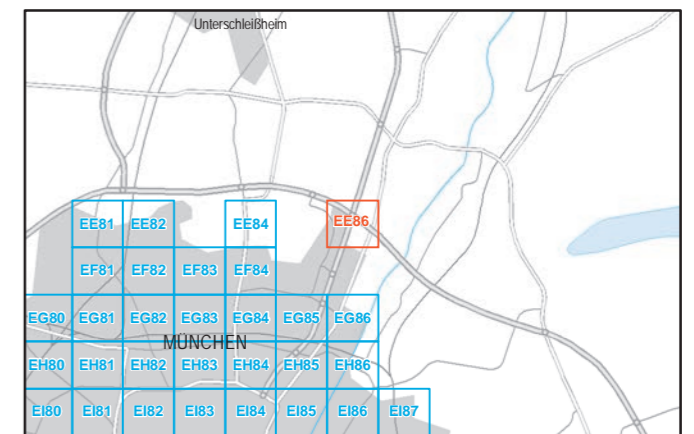 Unterschleißheim
EE81 EE82 EE84 EE86
EF81 EF82 EF83 EF84
EG80 EG81 EG82 EG83 EG84 EG85 EG86
MÜNCHEN
EH80 EH81 EH82 EH83 EH84 EH85 EH86
EI80 EI81 EI82 EI83 EI84 EI85 EI86 EI87